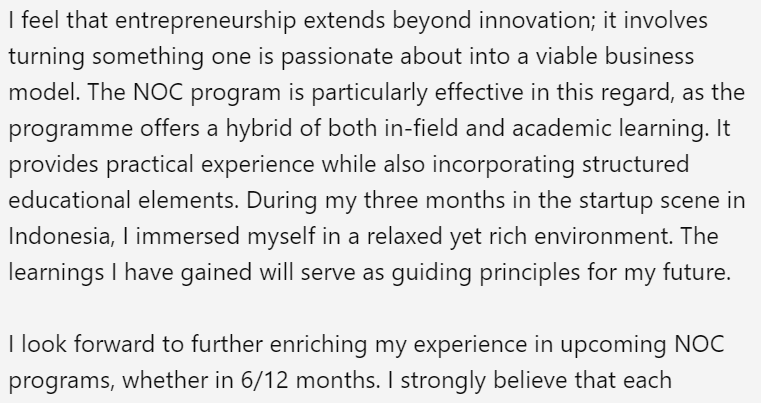 I feel that entrepreneurship extends beyond innovation; it involves
turning something one is passionate about into a viable business
model. The NOC program is particularly effective in this regard, as the
programme offers a hybrid of both in-field and academic learning. It
provides practical experience while also incorporating structured
educational elements. During my three months in the startup scene in
Indonesia, I immersed myself in a relaxed yet rich environment. The
learnings I have gained will serve as guiding principles for my future.

I look forward to further enriching my experience in upcoming NOC
programs, whether in 6/12 months. I strongly believe that each